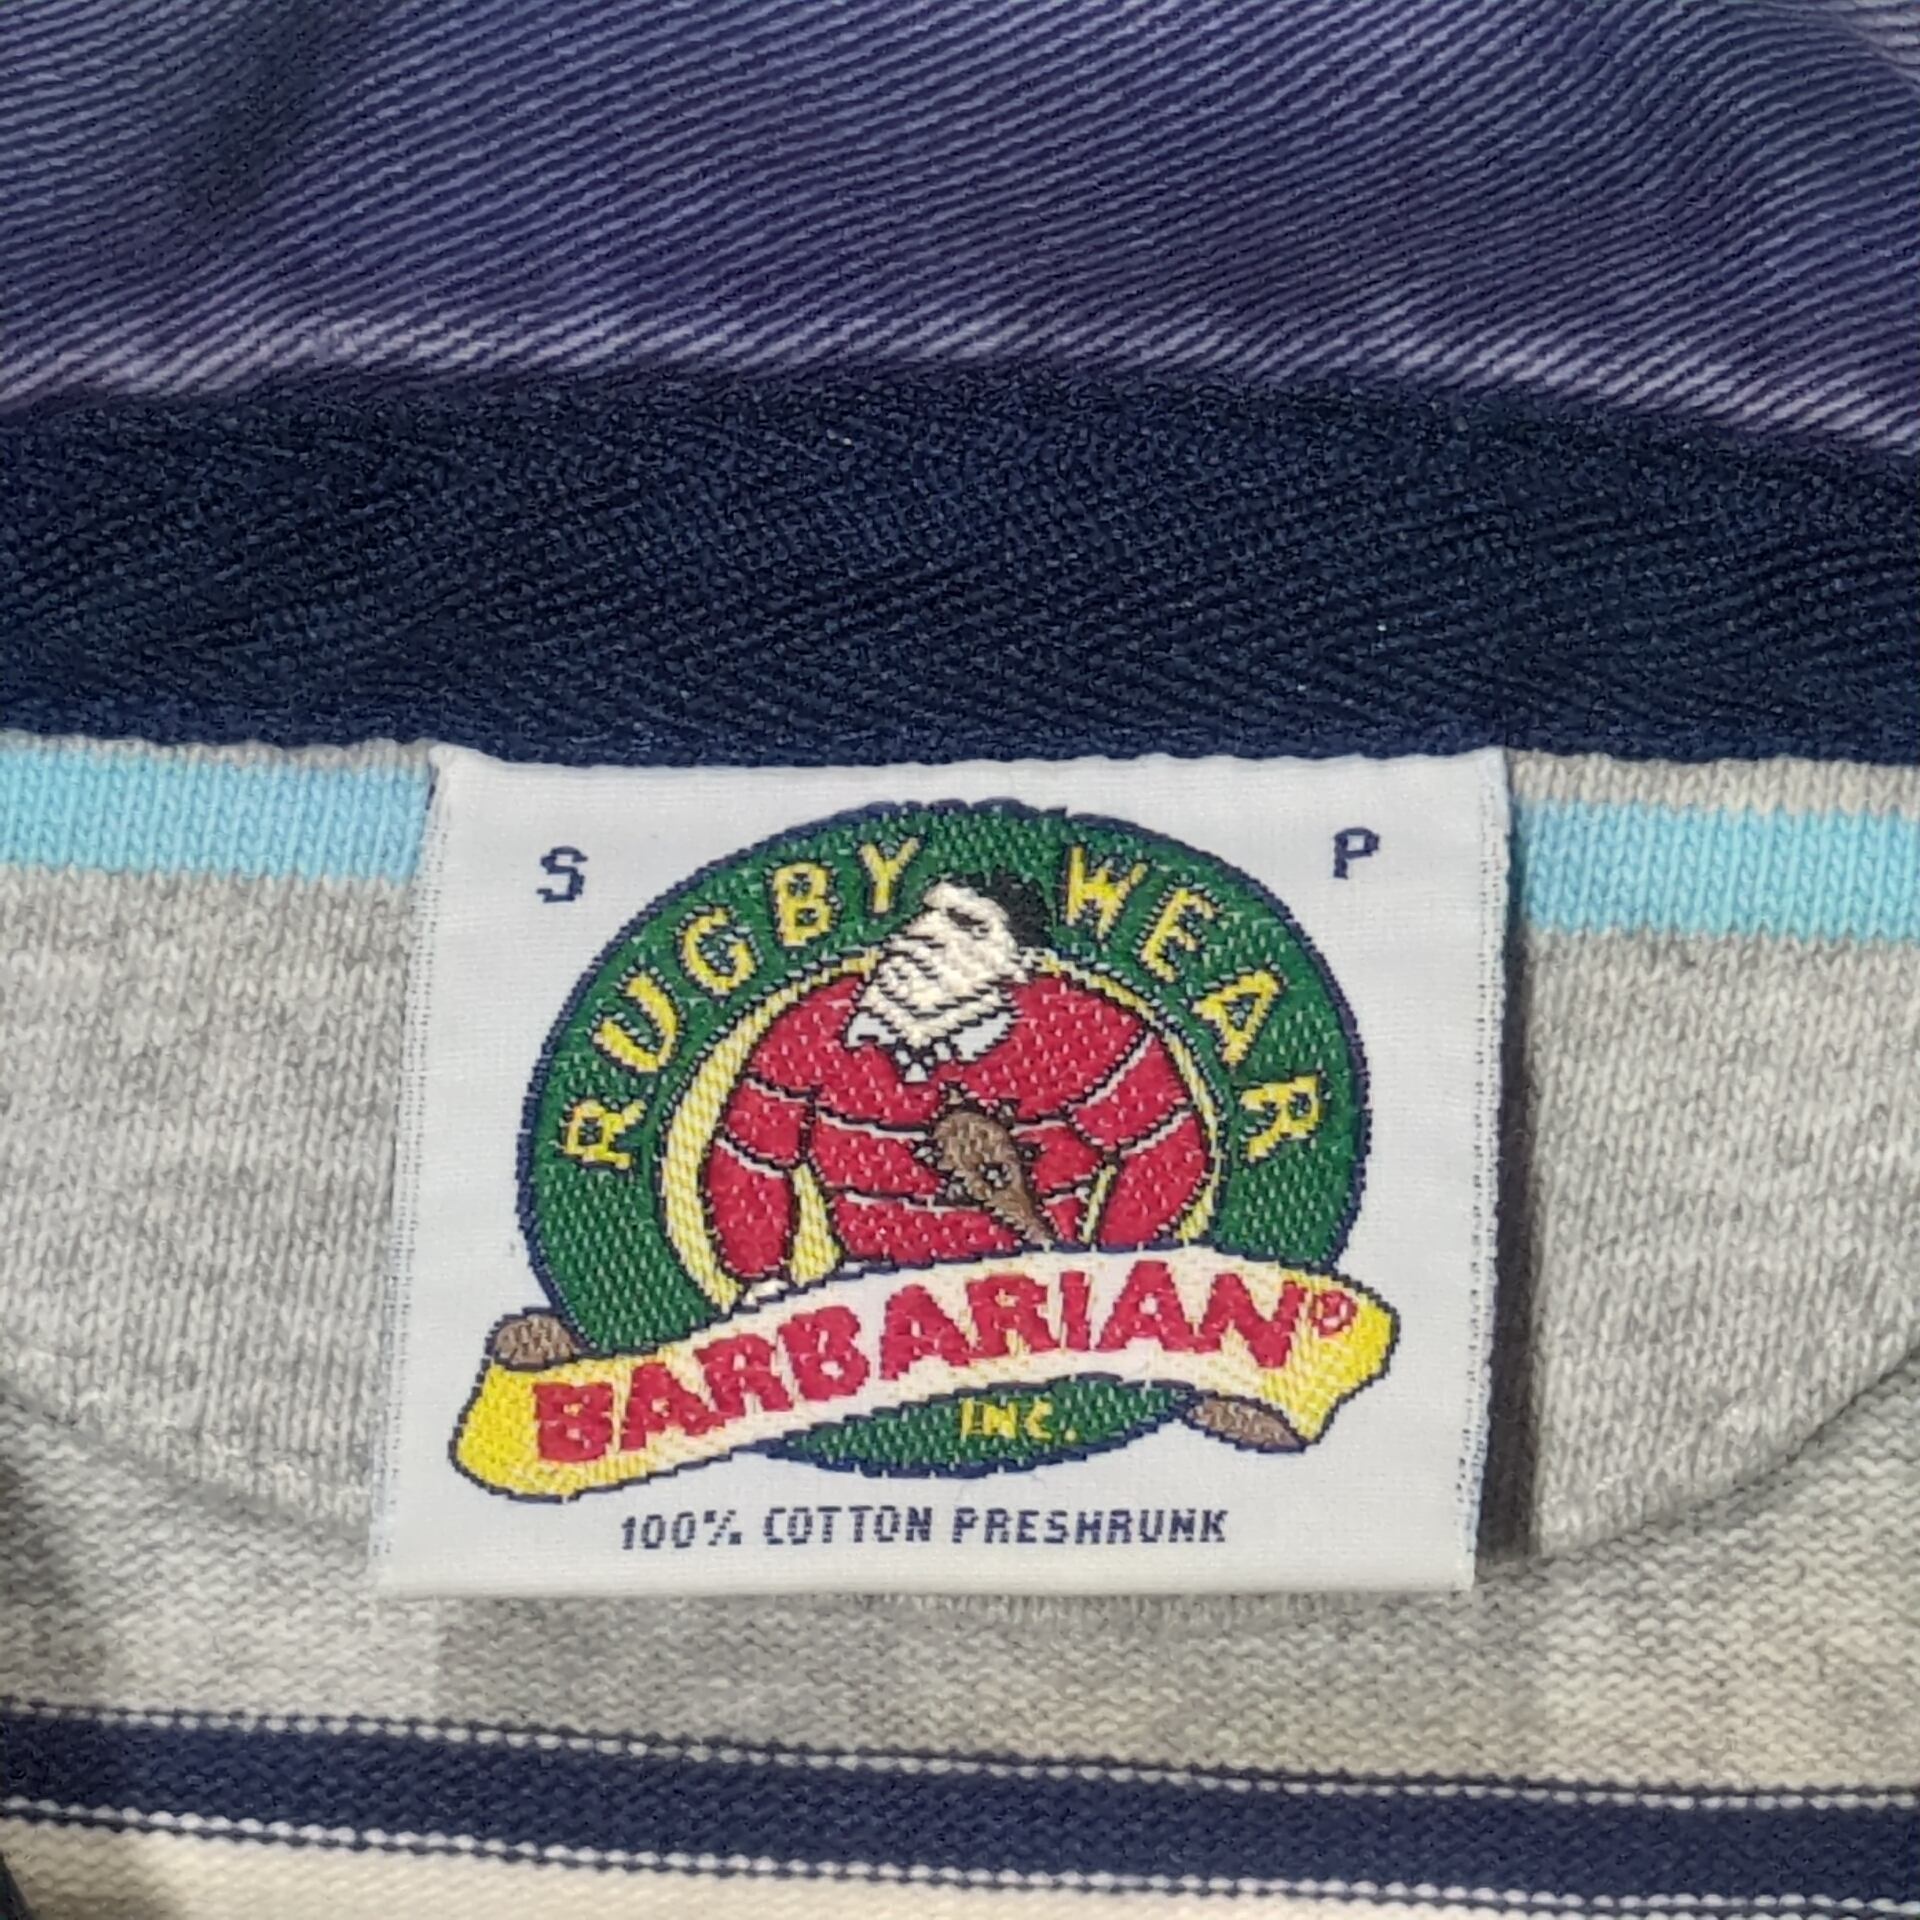 S P
RUGBY WEAR
BARBARIAN®
INC.
100% COTTON PRESHRUNK